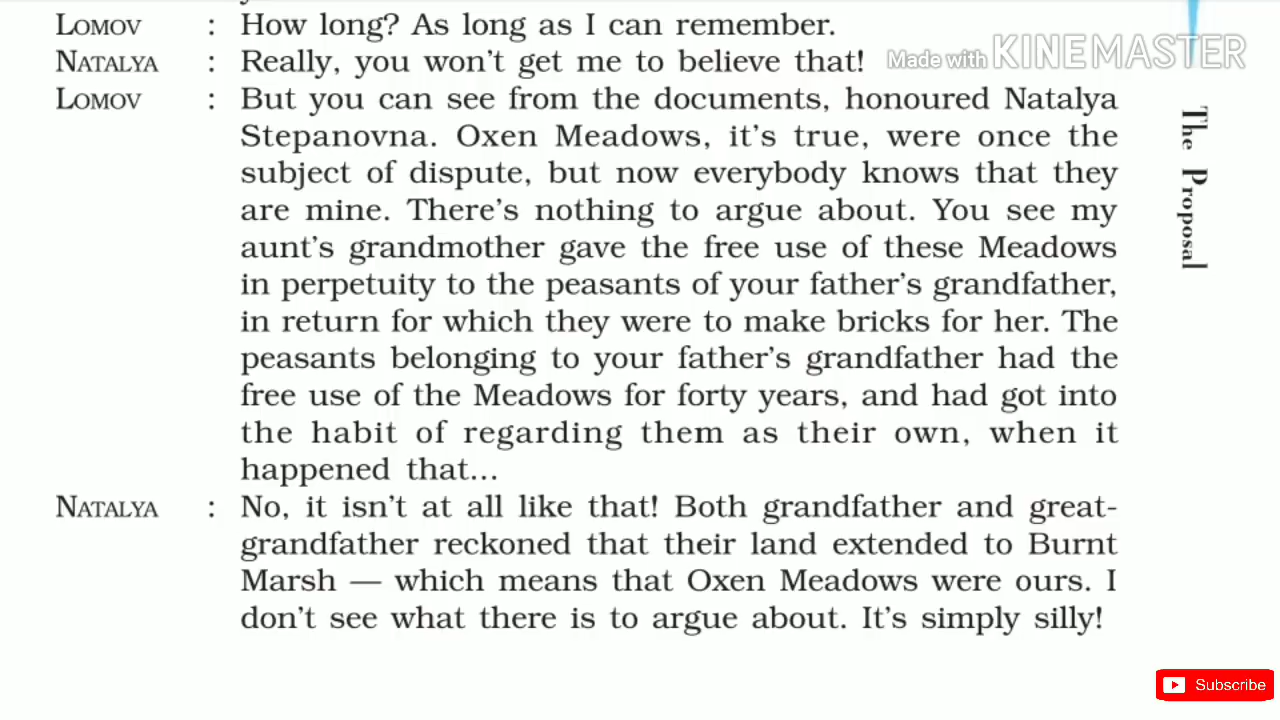 LOMOV : How long? As long as I can remember.
NATALYA : Really, you won't get me to believe that!
Made with KINEMASTER
LOMOV : But you can see from the documents, honoured Natalya
Stepanovna. Oxen Meadows, it's true, were once the
subject of dispute, but now everybody knows that they
are mine. There's nothing to argue about. You see my
aunt's grandmother gave the free use of these Meadows
in perpetuity to the peasants of your father's grandfather,
in return for which they were to make bricks for her. The
peasants belonging to your father's grandfather had the
free use of the Meadows for forty years, and had got into
the habit of regarding them as their own, when it
happened that...
NATALYA : No, it isn't at all like that! Both grandfather and great-
grandfather reckoned that their land extended to Burnt
Marsh — which means that Oxen Meadows were ours. I
don't see what there is to argue about. It's simply silly!
The Proposal
Subscribe